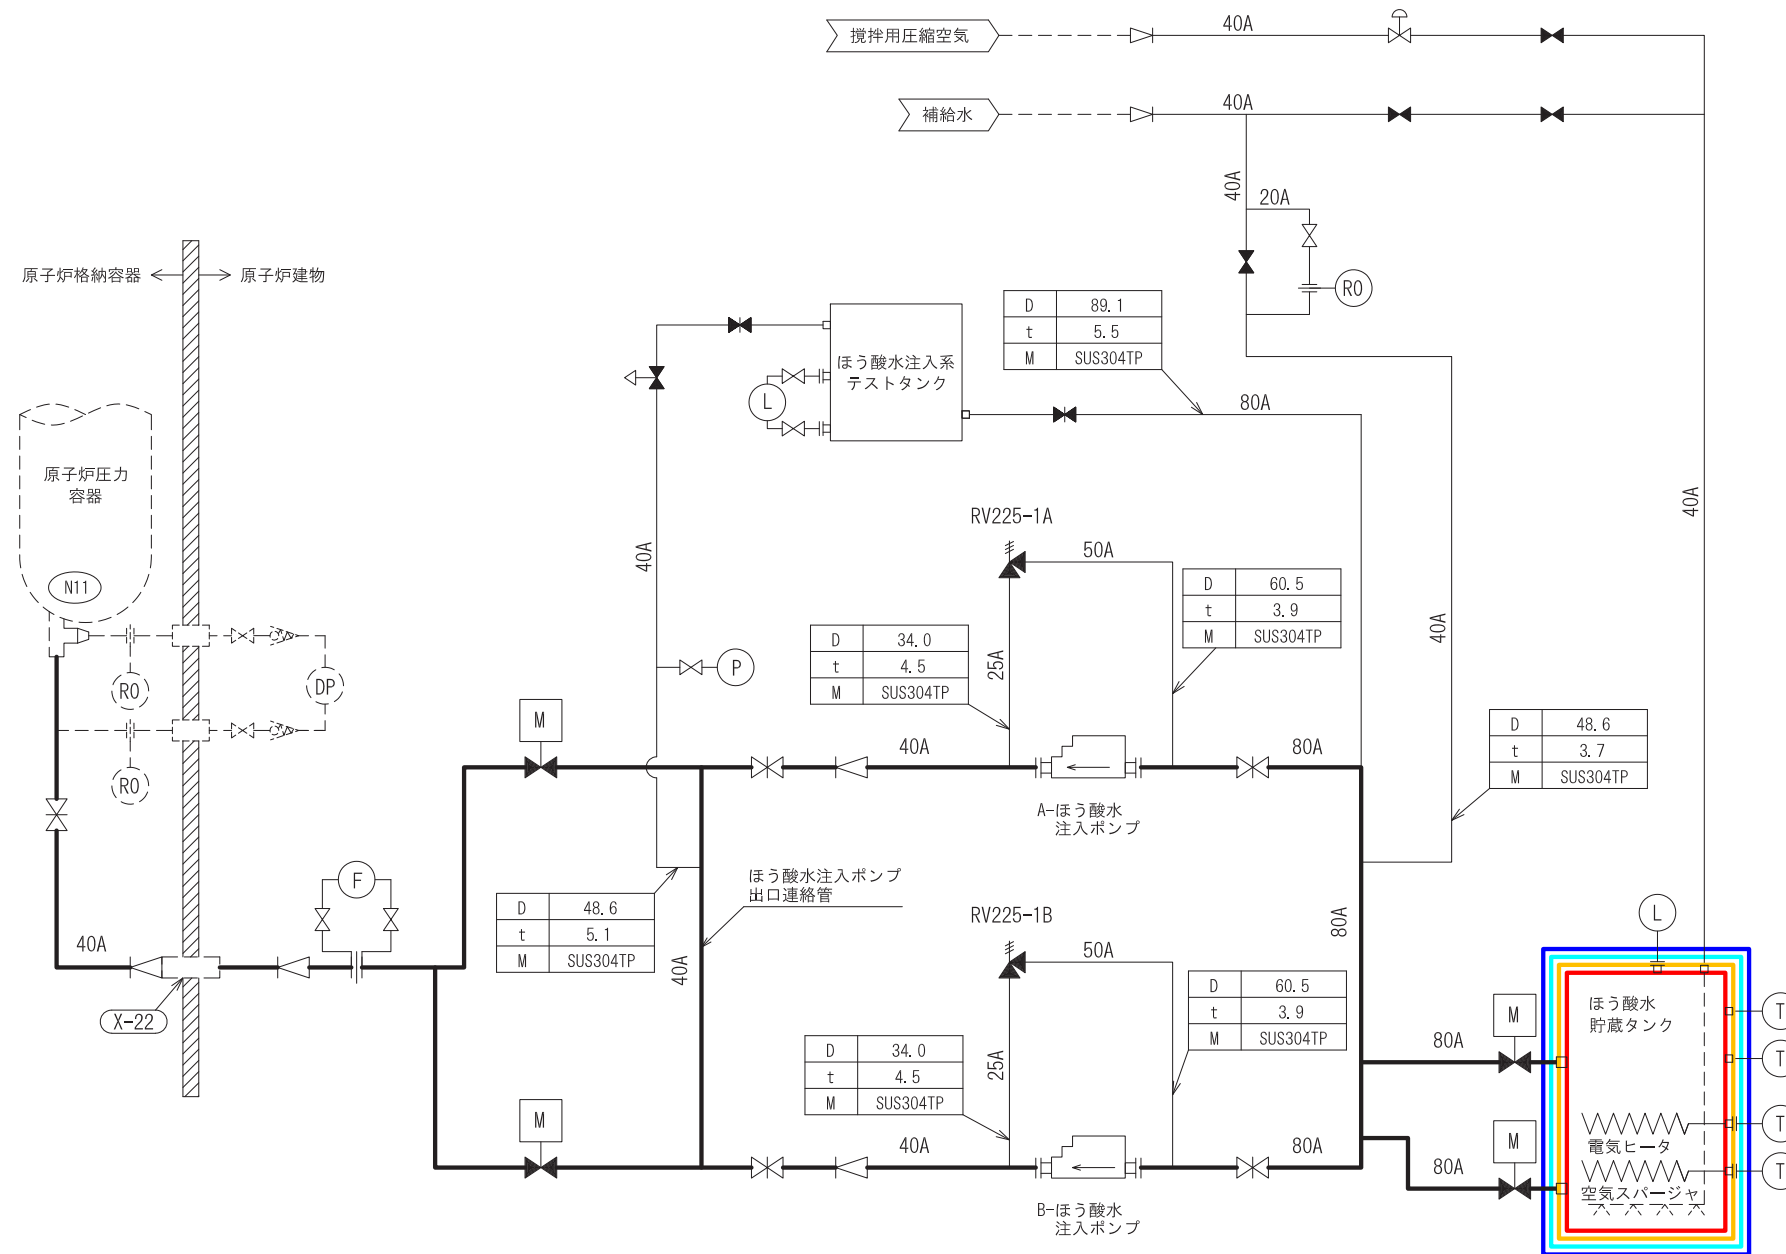 撹拌用圧縮空気
40A
補給水
40A
40A
20A
RO
原子炉格納容器
原子炉建物
D 89.1
t 5.5
M SUS304TP
ほう酸水注入系
テストタンク
L
80A
原子炉圧力
容器
N11
40A
40A
RV225-1A
50A
D 60.5
t 3.9
M SUS304TP
D 34.0
t 4.5
M SUS304TP
25A
40A
P
RO
DP
M
D 48.6
t 3.7
M SUS304TP
40A
80A
RO
A-ほう酸水
注入ポンプ
F
ほう酸水注入ポンプ
出口連絡管
D 48.6
t 5.1
M SUS304TP
RV225-1B
80A
L
40A
40A
50A
D 60.5
t 3.9
M SUS304TP
X-22
M
ほう酸水
貯蔵タンク
T
D 34.0
t 4.5
M SUS304TP
25A
80A
T
M
40A
80A
M
T
電気ヒータ
80A
T
空気スパージャ
B-ほう酸水
注入ポンプ